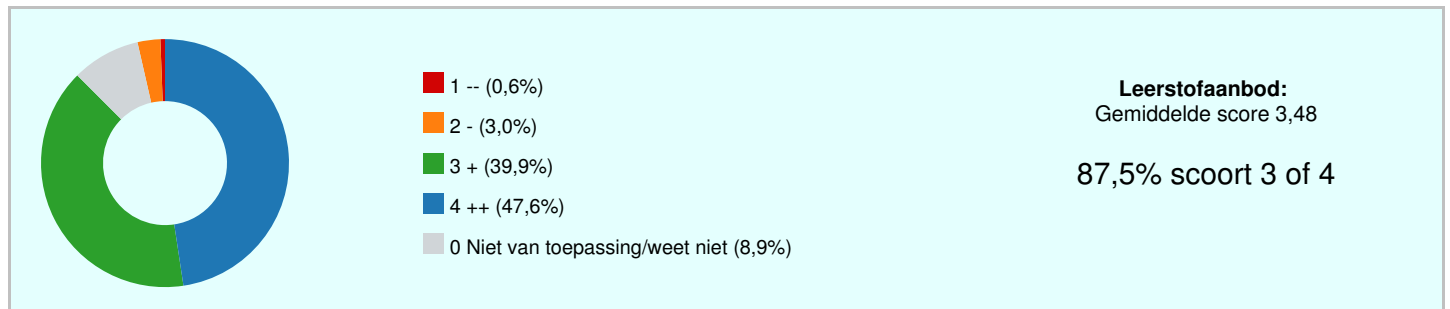 1 -- (0,6%)
2 - (3,0%)
3 + (39,9%)
4 ++ (47,6%)
0 Niet van toepassing/weet niet (8,9%)
Leerstofaanbod:
Gemiddelde score 3,48
87,5% scoort 3 of 4